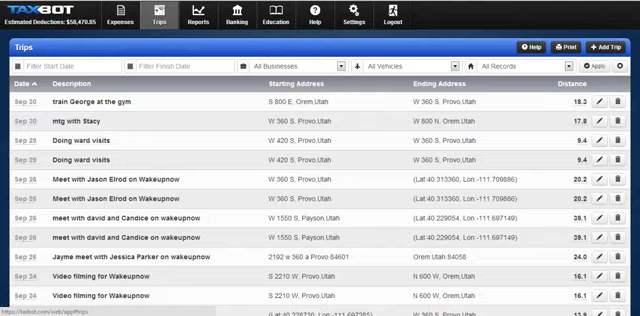 TAXBOT
Estimated Deductions: $58,470.85
Expenses
Trips
Reports
Banking
Education
Help
Settings
Logout
Trips
Help
Print
Add Trip
Filter Start Date
Filter Finish Date
All Businesses
All Vehicles
All Records
Apply
Date Description Starting Address Ending Address Distance
Sep 30 train George at the gym S 800 E, Orem,Utah W 360 S, Provo,Utah 18.3
Sep 30 mtg with Stacy W 360 S, Provo,Utah W 800 N, Orem,Utah 17.8
Sep 29 Doing ward visits W 420 S, Provo,Utah W 360 S, Provo,Utah 9.4
Sep 29 Doing ward visits W 420 S, Provo,Utah W 360 S, Provo,Utah 9.4
Sep 26 Meet with Jason Elrod on Wakeupnow W 360 S, Provo,Utah (Lat:40.313360, Lon:-111.709886) 20.2
Sep 26 Meet with Jason Elrod on Wakeupnow W 360 S, Provo,Utah (Lat:40.313360, Lon:-111.709886) 20.2
Sep 26 meet with david and Candice on wakeupnow W 1550 S, Payson,Utah (Lat:40.229054, Lon:-111.697149) 39.1
Sep 26 meet with david and Candice on wakeupnow W 1550 S, Payson,Utah (Lat:40.229054, Lon:-111.697149) 39.1
Sep 26 Jayme meet with Jessica Parker on wakeupnow 2192 w 360 a Provo 84601 Orem Utah 84058 24.0
Sep 24 Video filming for Wakeupnow S 2210 W, Provo,Utah N 600 W, Orem,Utah 16.1
Sep 24 Video filming for Wakeupnow S 2210 W, Provo,Utah N 600 W, Orem,Utah 16.1
https://taxbot.com/web/app#trips